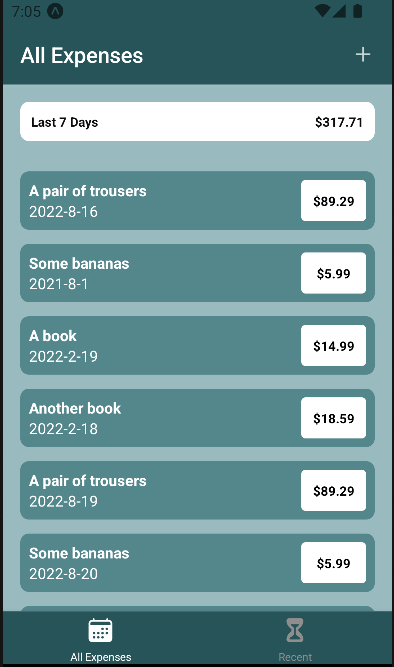 7:05
All Expenses
Last 7 Days $317.71
A pair of trousers
2022-8-16
$89.29
Some bananas
2021-8-1
$5.99
A book
2022-2-19
$14.99
Another book
2022-2-18
$18.59
A pair of trousers
2022-8-19
$89.29
Some bananas
2022-8-20
$5.99
All Expenses
Recent